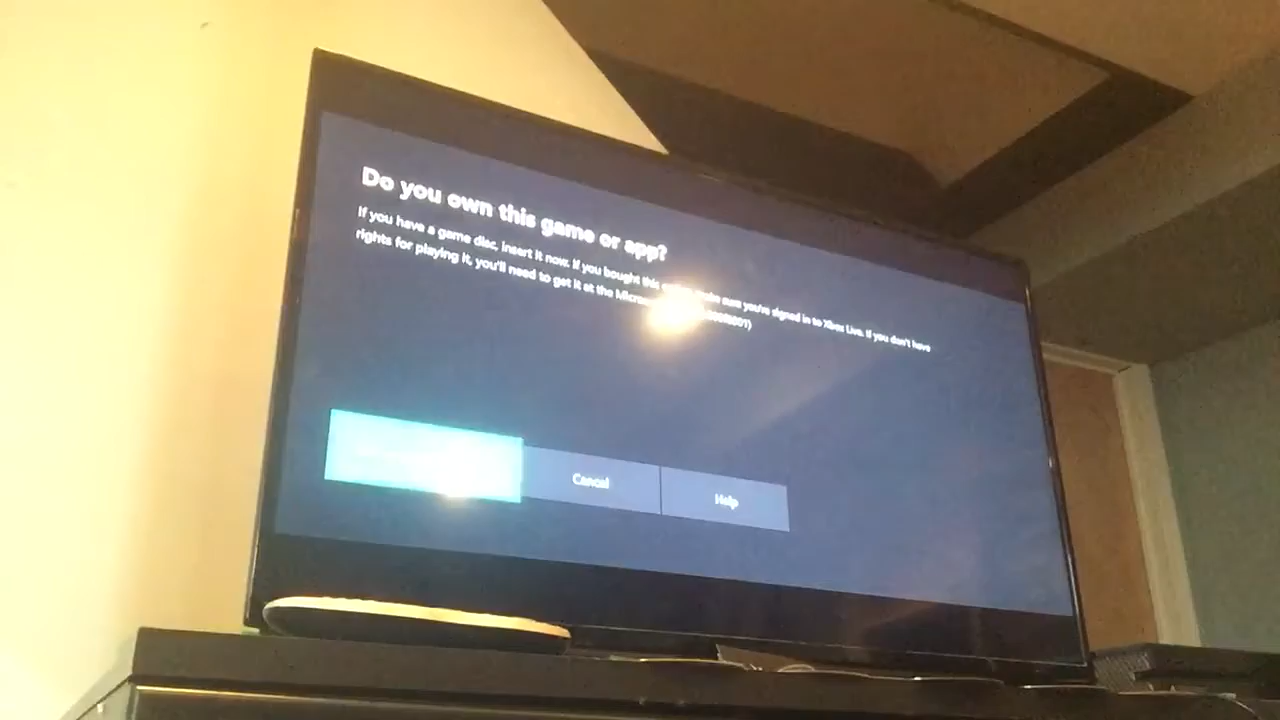 Do you own this game or app?
If you have a game disc, insert it now. If you bought this make sure you're signed in to Xbox Live. If you don't have
rights for playing it, you'll need to get it at the
Cancel
Help